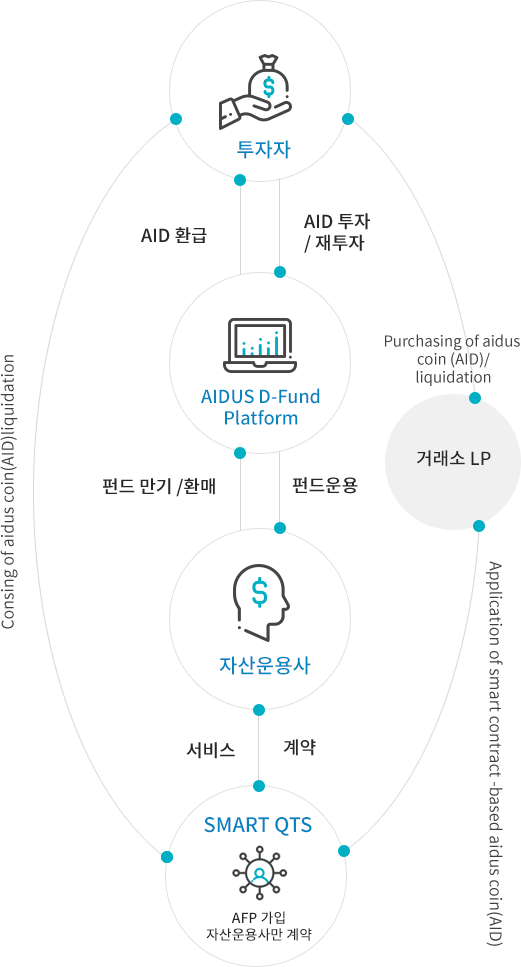 투자자
AID 환급
AID 투자
/ 재투자
Purchasing of aidus
coin (AID)/
liquidation
AIDUS D-Fund
Platform
Consing of aidus coin(AID)liquidation
거래소 LP
펀드 만기 /환매
펀드운용
자산운용사
Application of smart contract -based aidus coin(AID)
서비스
계약
SMART QTS
AFP 가입
자산운용사만 계약